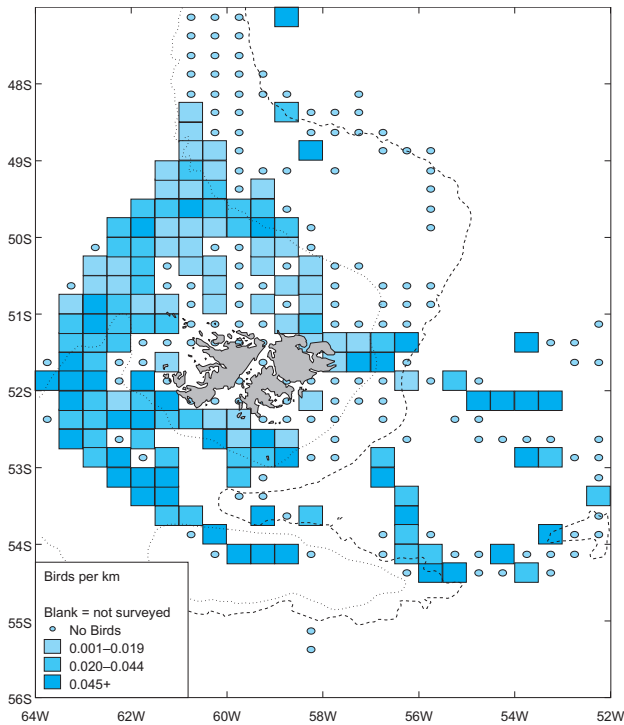 48S
49S
50S
51S
52S
53S
54S
55S
56S
Birds per km
Blank = not surveyed
No Birds
0.001–0.019
0.020–0.044
0.045+
64W 62W 60W 58W 56W 54W 52W